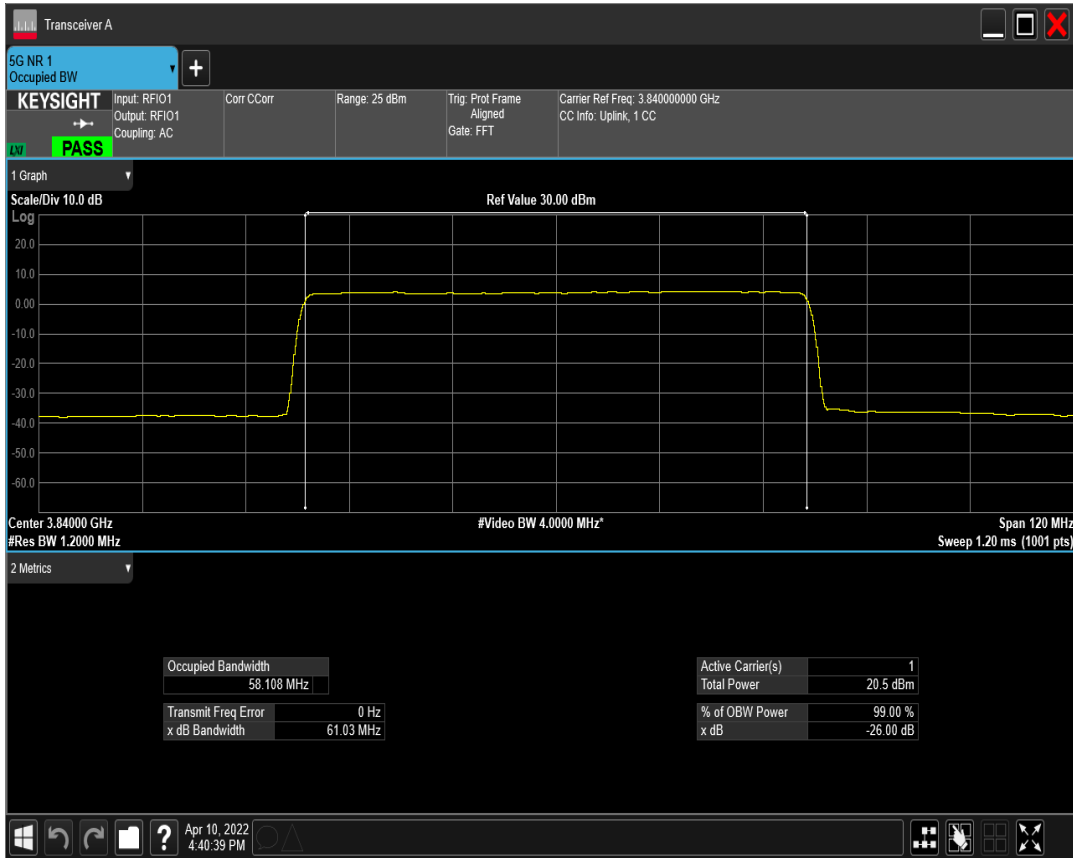 Transceiver A
5G NR 1
Occupied BW
KEYSIGHT
LXI
PASS
Input: RFIO1
Output: RFIO1
Coupling: AC
Corr CCorr
Range: 25 dBm
Trig: Prot Frame
Aligned
Gate: FFT
Carrier Ref Freq: 3.840000000 GHz
CC Info: Uplink, 1 CC
1 Graph
Scale/Div 10.0 dB
Ref Value 30.00 dBm
Log
20.0
10.0
0.00
-10.0
-20.0
-30.0
-40.0
-50.0
-60.0
Center 3.84000 GHz
#Video BW 4.0000 MHz*
Span 120 MHz
#Res BW 1.2000 MHz
Sweep 1.20 ms (1001 pts)
2 Metrics
Occupied Bandwidth
58.108 MHz
Transmit Freq Error 0 Hz
x dB Bandwidth 61.03 MHz
Active Carrier(s) 1
Total Power 20.5 dBm
% of OBW Power 99.00 %
x dB -26.00 dB
?
Apr 10, 2022
4:40:39 PM